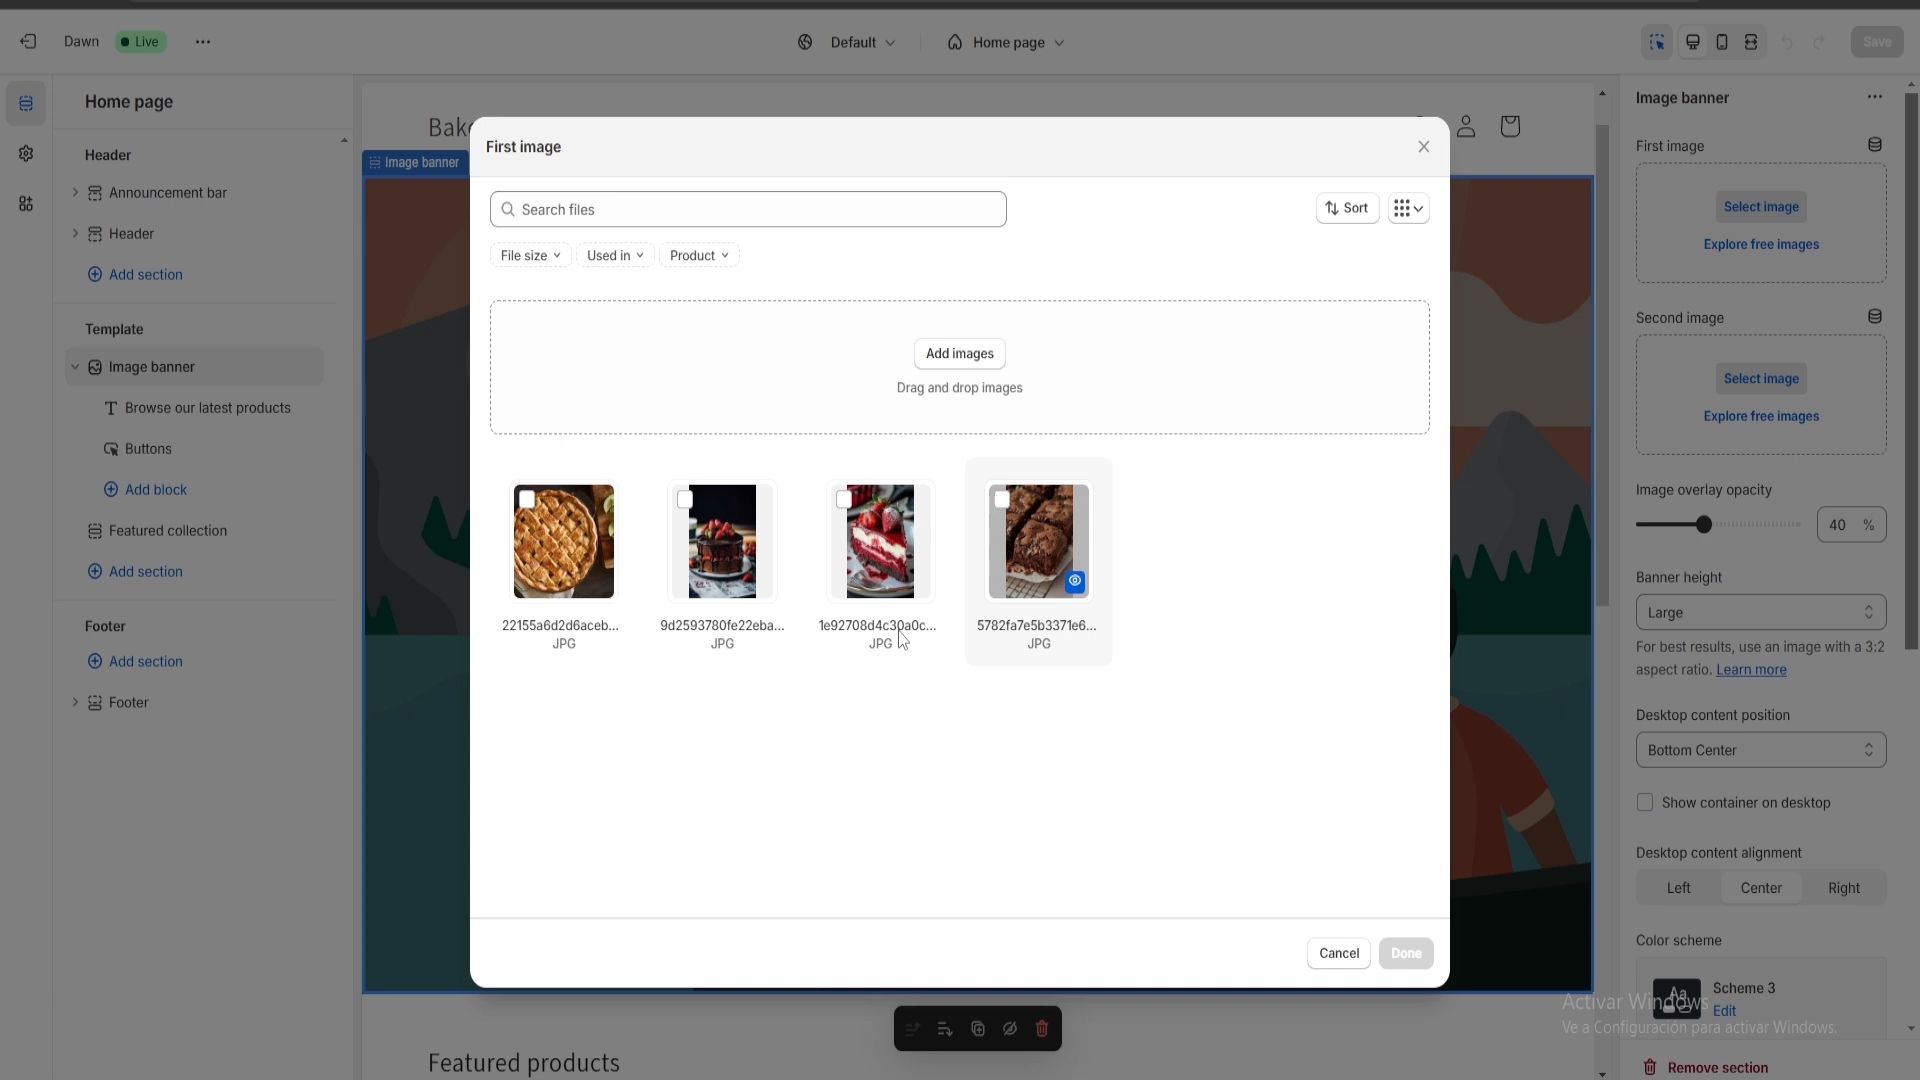 Dawn
Live
Default
Home page
Save
Home page
Header
Announcement bar
Header
Add section
Template
Image banner
Browse our latest products
Buttons
Add block
Featured collection
Add section
Footer
Add section
Footer
Image banner
First image
Search files
Sort
File size
Used in
Product
Add images
Drag and drop images
22155a6d2d6aceb...
JPG
9d2593780fe22eba...
JPG
1e92708d4c30a0c...
JPG
5782fa7e5b3371e6...
JPG
Cancel
Done
Featured products
Image banner
First image
Select image
Explore free images
Second image
Select image
Explore free images
Image overlay opacity
40 %
Banner height
Large
For best results, use an image with a 3:2
aspect ratio. Learn more
Desktop content position
Bottom Center
Show container on desktop
Desktop content alignment
Left Center Right
Color scheme
Aa
Scheme 3
Edit
Activar Windows
Ve a Configuración para activar Windows.
Remove section